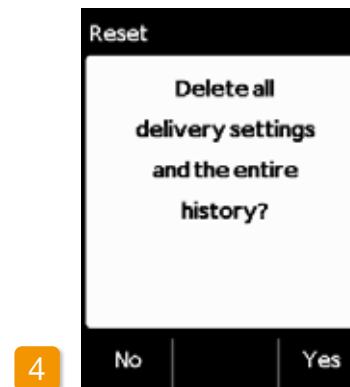 Reset
Delete all
delivery settings
and the entire
history?
No
Yes
4